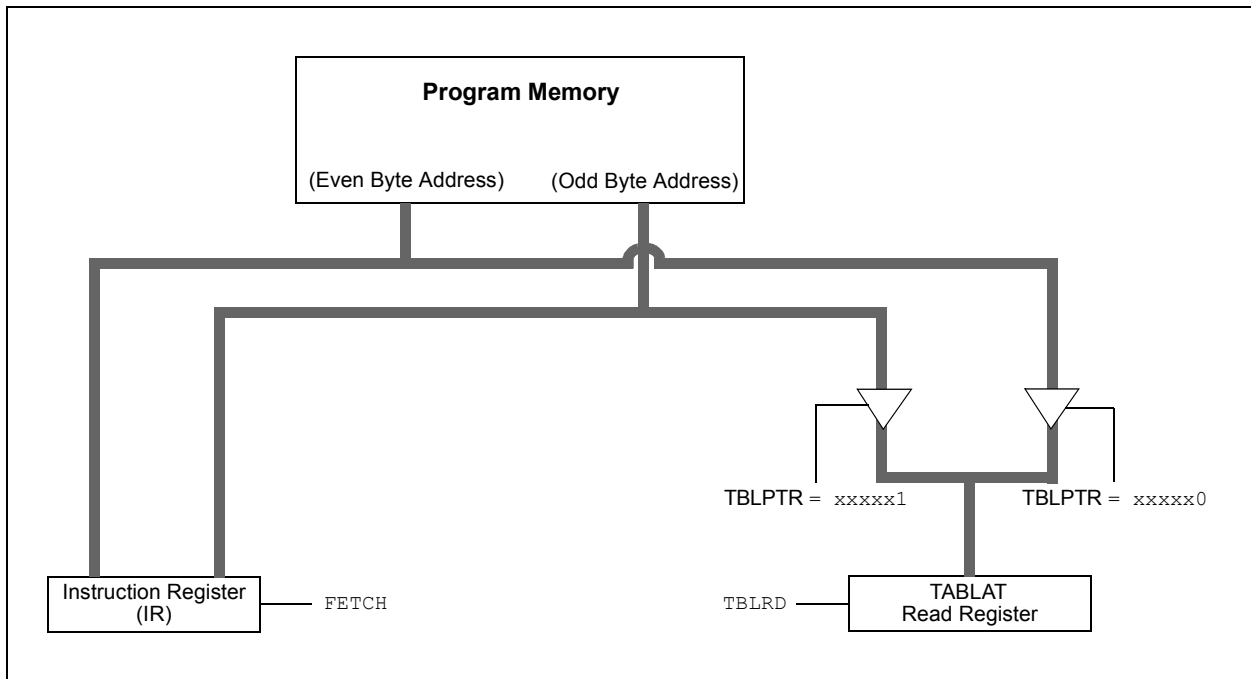 Program Memory
(Even Byte Address) (Odd Byte Address)
TBLPTR = xxxxx1 TBLPTR = xxxxx0
Instruction Register
(IR)
FETCH
TBLRD
TABLAT
Read Register